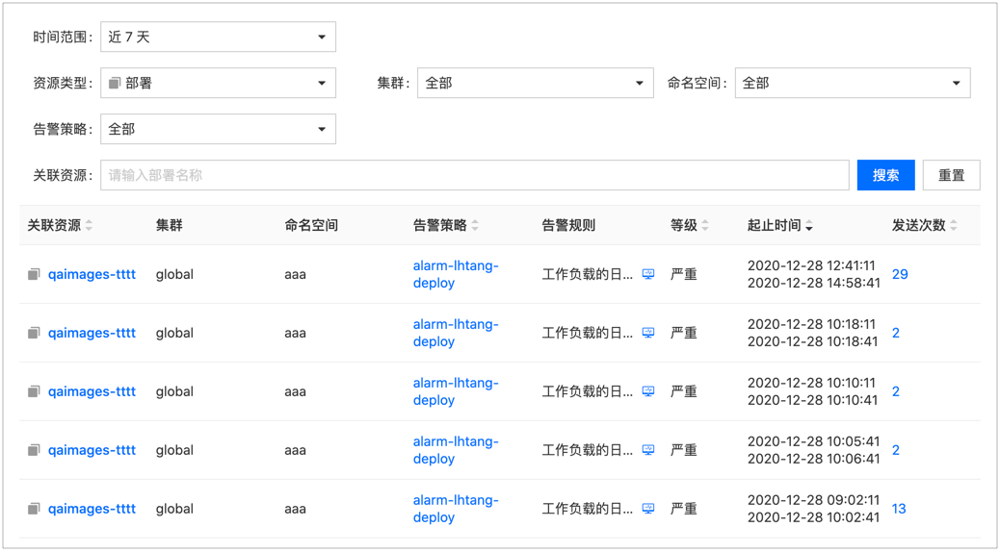 时间范围： 近 7 天
资源类型： 部署 集群： 全部 命名空间： 全部
告警策略： 全部
关联资源： 请输入部署名称 搜索 重置
关联资源 集群 命名空间 告警策略 告警规则 等级 起止时间 发送次数
qaimages-tttt global aaa alarm-lhtang- 工作负载的日... 严重 2020-12-28 12:41:11 29
deploy 2020-12-28 14:58:41
qaimages-tttt global aaa alarm-lhtang- 工作负载的日... 严重 2020-12-28 10:18:11 2
deploy 2020-12-28 10:18:41
qaimages-tttt global aaa alarm-lhtang- 工作负载的日... 严重 2020-12-28 10:10:11 2
deploy 2020-12-28 10:10:41
qaimages-tttt global aaa alarm-lhtang- 工作负载的日... 严重 2020-12-28 10:05:41 2
deploy 2020-12-28 10:06:41
qaimages-tttt global aaa alarm-lhtang- 工作负载的日... 严重 2020-12-28 09:02:11 13
deploy 2020-12-28 10:02:41